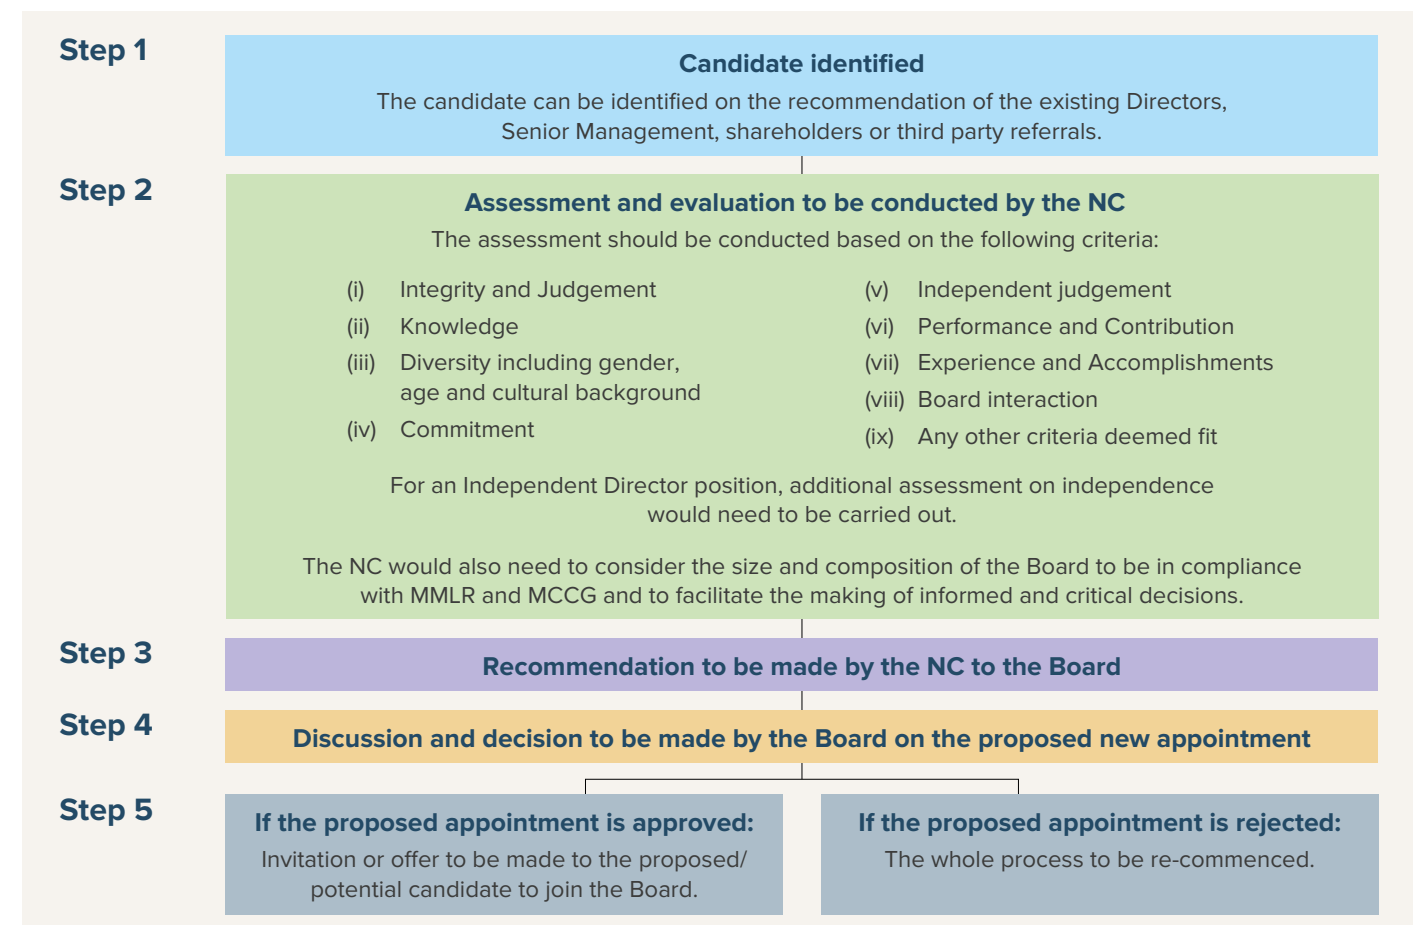 Step 1
Candidate identified
The candidate can be identified on the recommendation of the existing Directors,
Senior Management, shareholders or third party referrals.
Step 2
Assessment and evaluation to be conducted by the NC
The assessment should be conducted based on the following criteria:
(i) Integrity and Judgement
(ii) Knowledge
(iii) Diversity including gender,
age and cultural background
(iv) Commitment
(v) Independent judgement
(vi) Performance and Contribution
(vii) Experience and Accomplishments
(viii) Board interaction
(ix) Any other criteria deemed fit
For an Independent Director position, additional assessment on independence
would need to be carried out.
The NC would also need to consider the size and composition of the Board to be in compliance
with MMLR and MCCG and to facilitate the making of informed and critical decisions.
Step 3
Recommendation to be made by the NC to the Board
Step 4
Discussion and decision to be made by the Board on the proposed new appointment
Step 5
If the proposed appointment is approved:
Invitation or offer to be made to the proposed/
potential candidate to join the Board.
If the proposed appointment is rejected:
The whole process to be re-commenced.